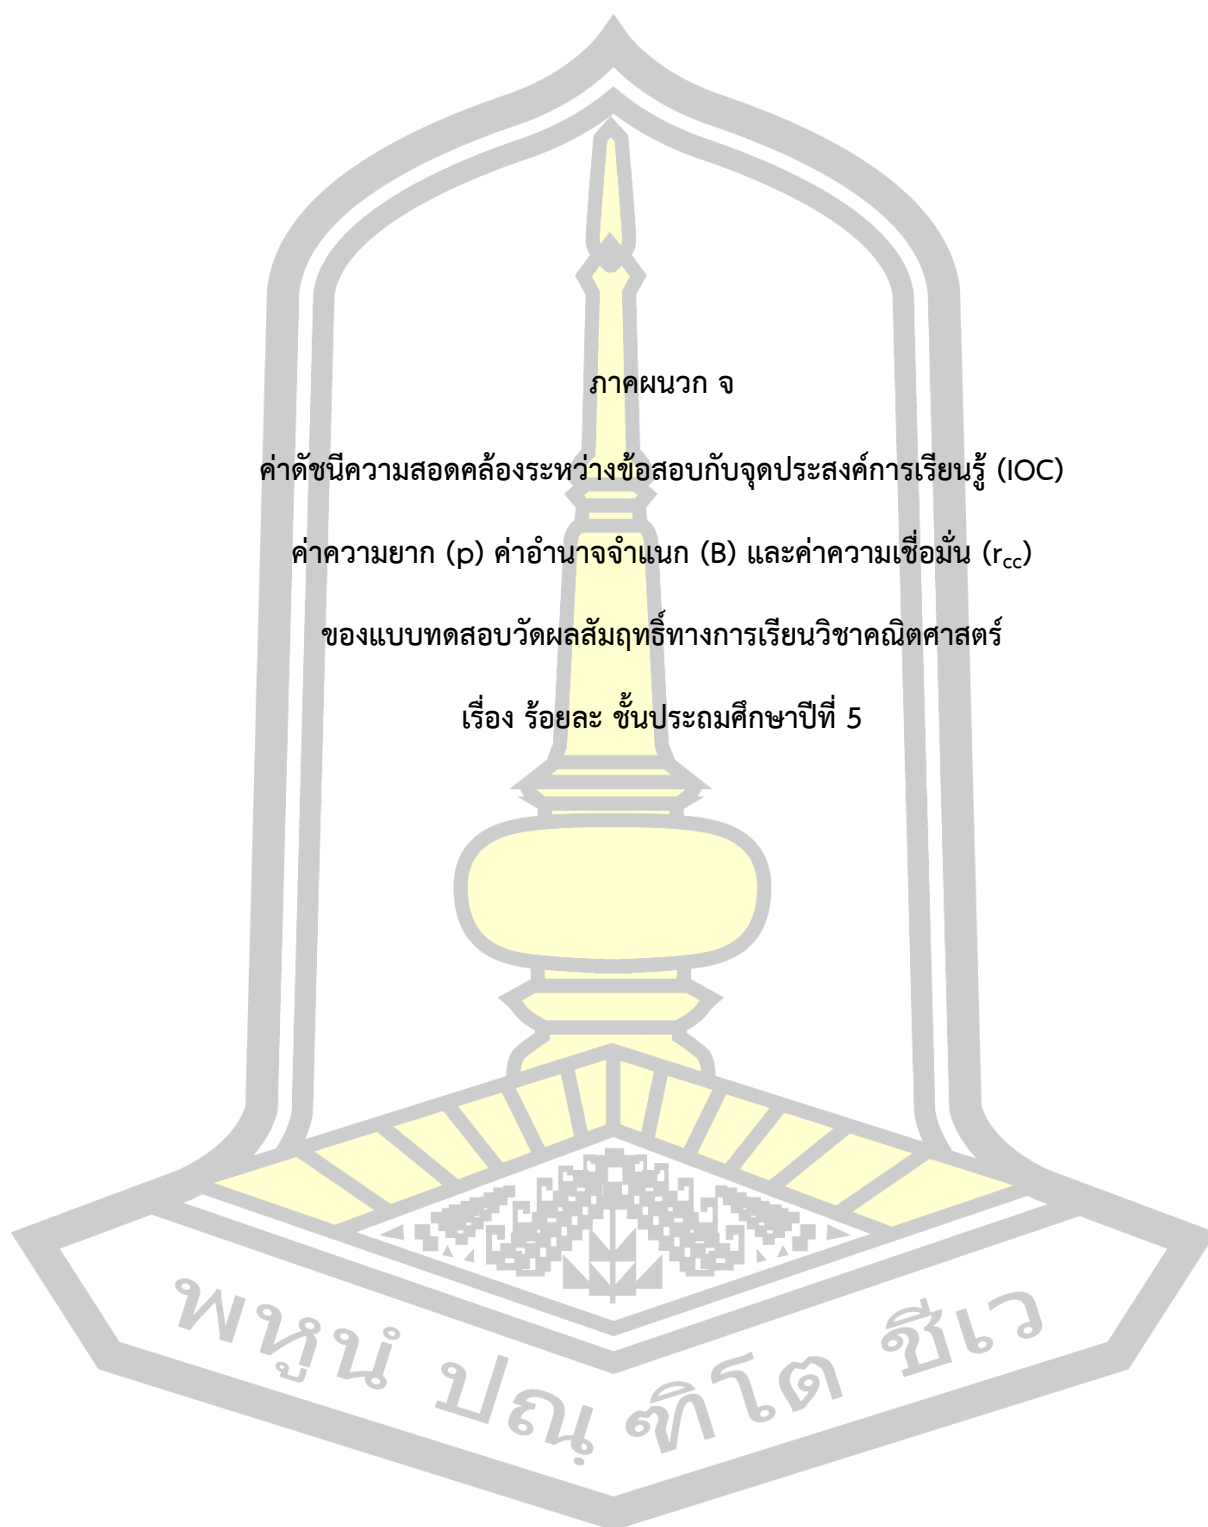 ภาคผนวก จ
ค่าดัชนีความสอดคล้องระหว่างข้อสอบกับจุดประสงค์การเรียนรู้ (IOC)
ค่าความยาก (p) ค่าอำนาจจำแนก (B) และค่าความเชื่อมั่น (rcc)
ของแบบทดสอบวัดผลสัมฤทธิ์ทางการเรียนวิชาคณิตศาสตร์
เรื่อง ร้อยละ ชั้นประถมศึกษาปีที่ 5
พหูนํ ปณฺฑิโต ชีเว